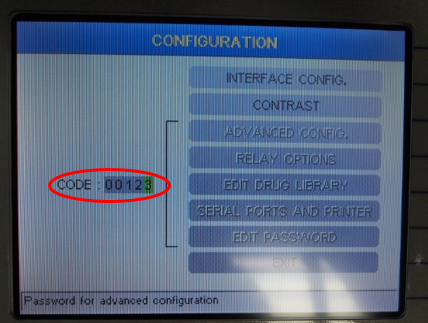 CONFIGURATION
INTERFACE CONFIG.
CONTRAST
ADVANCED CONFIG.
RELAY OPTIONS
CODE : 00123
EDIT DRUG LIBRARY
SERIAL PORTS AND PRINTER
EDIT PASSWORD
EXIT
Password for advanced configuration